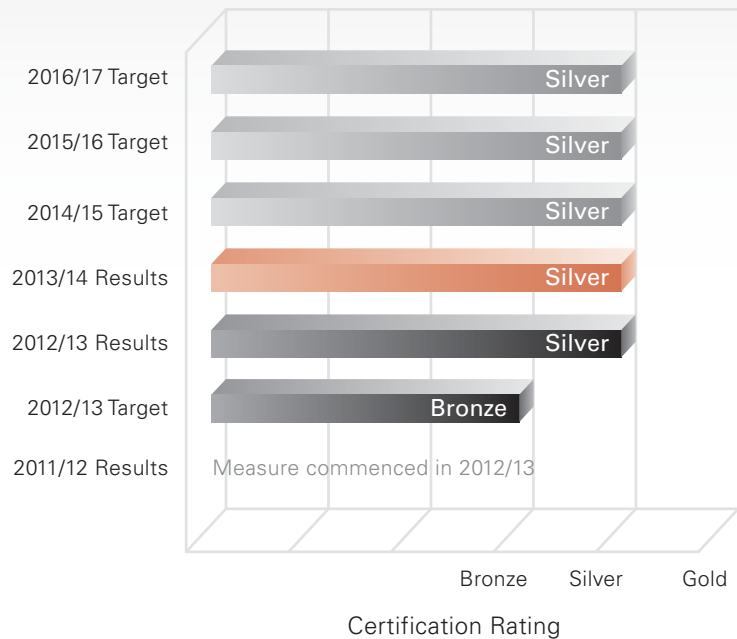 2016/17 Target Silver
2015/16 Target Silver
2014/15 Target Silver
2013/14 Results Silver
2012/13 Results Silver
2012/13 Target Bronze
2011/12 Results Measure commenced in 2012/13
Bronze Silver Gold
Certification Rating